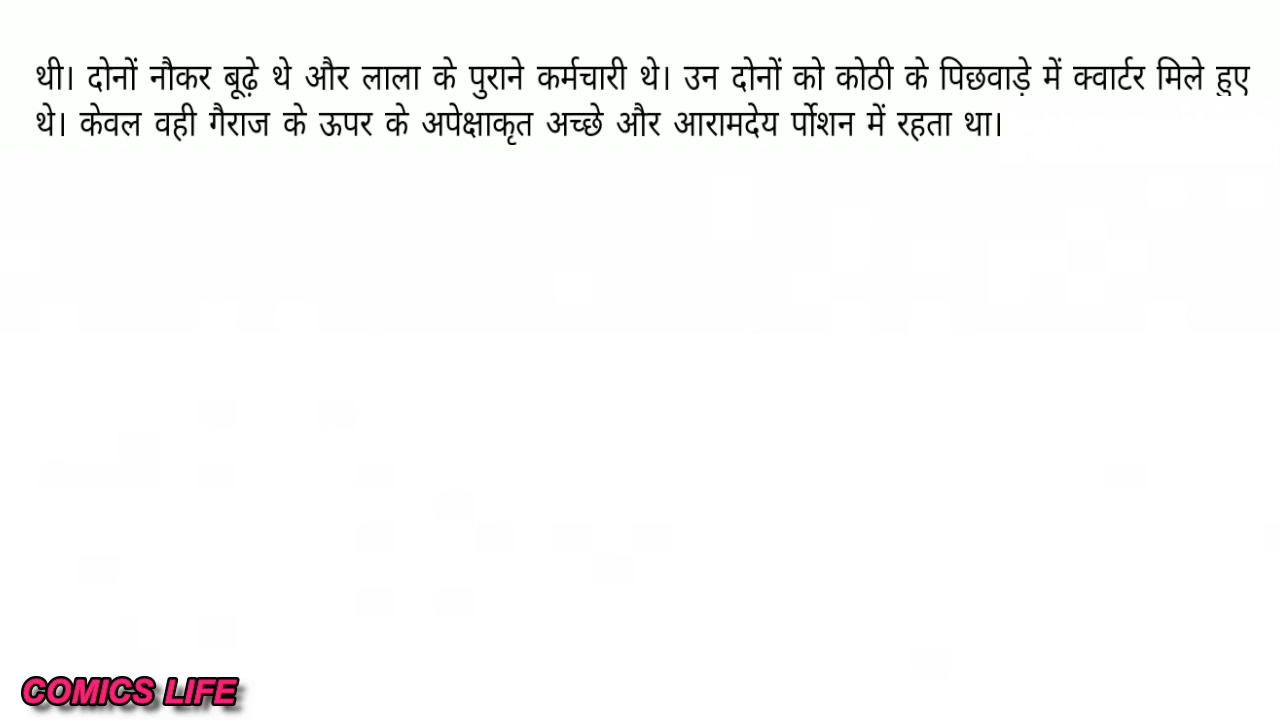 थी। दोनों नौकर बूढ़े थे और लाला के पुराने कर्मचारी थे। उन दोनों को कोठी के पिछवाड़े में क्वार्टर मिले हुए
थे। केवल वही गैराज के ऊपर के अपेक्षाकृत अच्छे और आरामदेय पोर्शन में रहता था।
COMICS LIFE